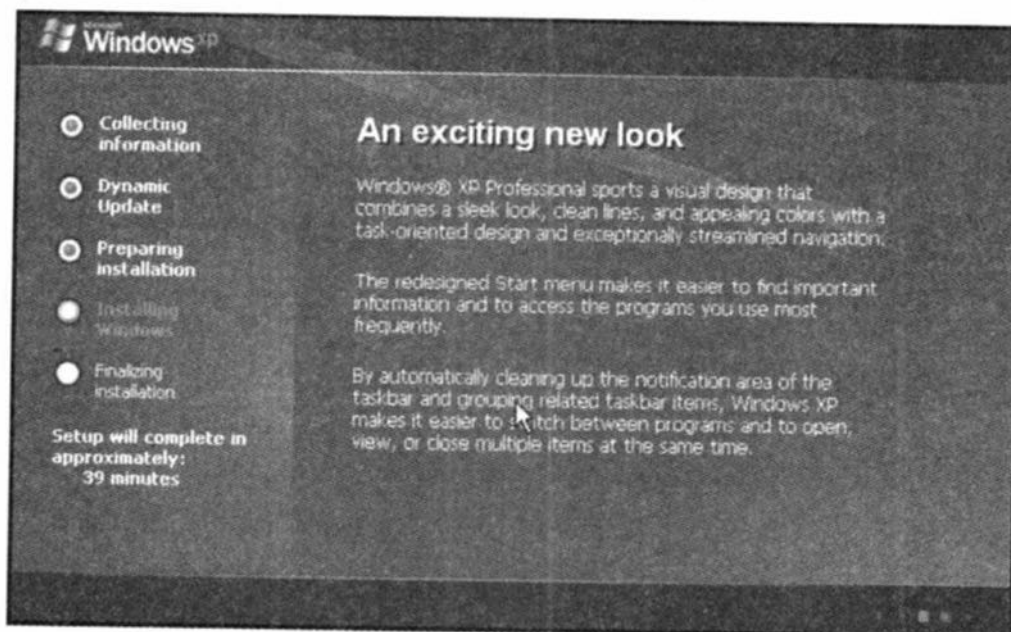 Microsoft
Windows xp
Collecting
information
Dynamic
Update
Preparing
installation
Installing
Windows
Finalizing
installation
Setup will complete in
approximately:
39 minutes
An exciting new look
Windows® XP Professional sports a visual design that
combines a sleek look, clean lines, and appealing colors with a
task-oriented design and exceptionally streamlined navigation.
The redesigned Start menu makes it easier to find important
information and to access the programs you use most
frequently.
By automatically cleaning up the notification area of the
taskbar and grouping related taskbar items, Windows XP
makes it easier to switch between programs and to open,
view, or close multiple items at the same time.